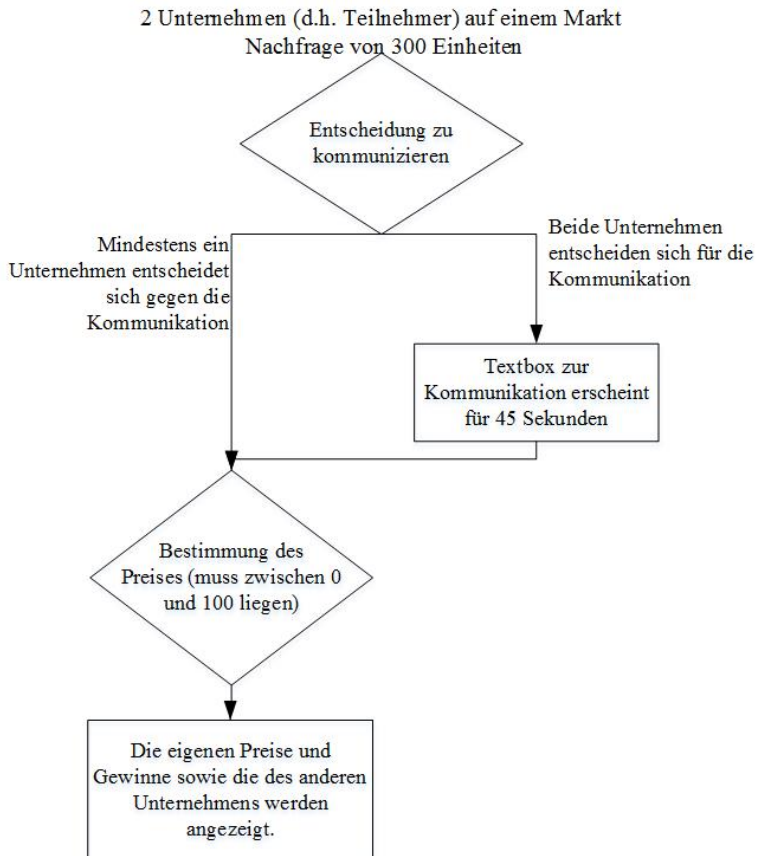 2 Unternehmen (d.h. Teilnehmer) auf einem Markt
Nachfrage von 300 Einheiten
Entscheidung zu
kommunizieren
Mindestens ein
Unternehmen entscheidet
sich gegen die
Kommunikation
Beide Unternehmen
entscheiden sich für die
Kommunikation
Textbox zur
Kommunikation erscheint
für 45 Sekunden
Bestimmung des
Preises (muss zwischen 0
und 100 liegen)
Die eigenen Preise und
Gewinne sowie die des anderen
Unternehmens werden
angezeigt.